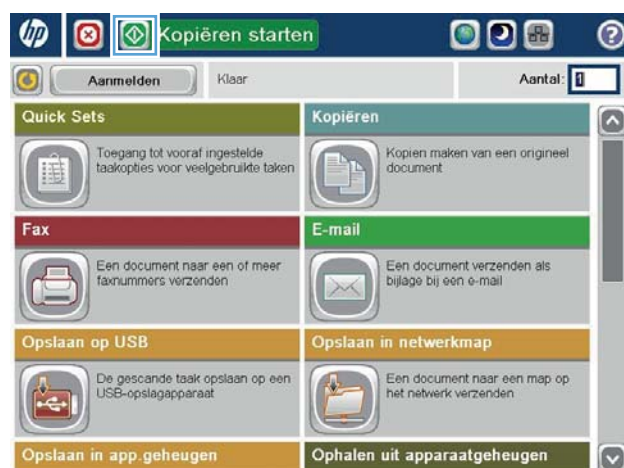 hp
Kopiëren starten
?
Aanmelden
Klaar
Aantal: 1
Quick Sets
Toegang tot vooraf ingestelde
taakopties voor veelgebruikte taken
Kopiëren
Kopien maken van een origineel
document
Fax
Een document naar een of meer
faxnummers verzenden
E-mail
Een document verzenden als
bijlage bij een e-mail
Opslaan op USB
De gescande taak opslaan op een
USB-opslagapparaat
Opslaan in netwerkmap
Een document naar een map op
het netwerk verzenden
Opslaan in app.geheugen
Ophalen uit apparaatgeheugen